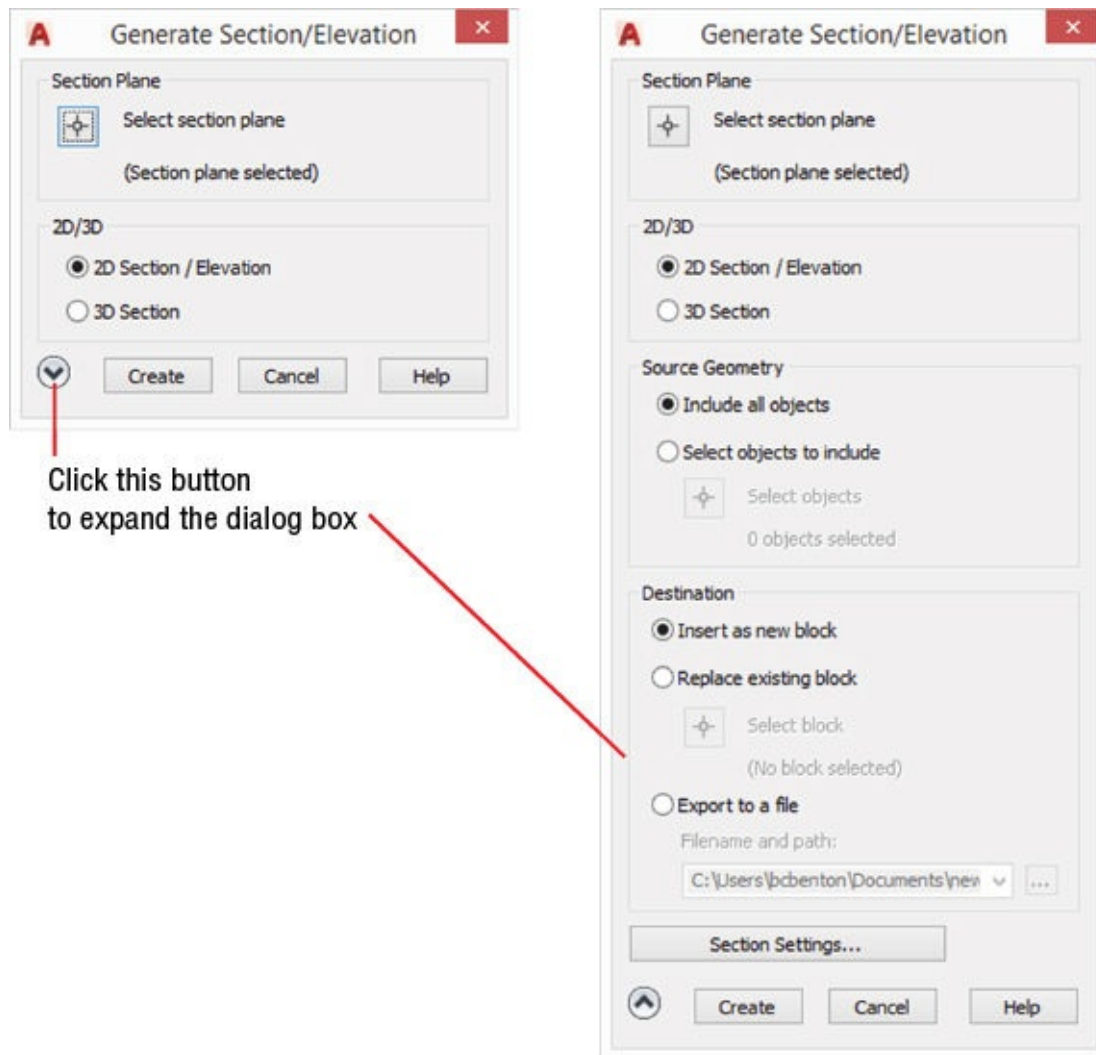 Generate Section/Elevation
Section Plane
Select section plane
(Section plane selected)
2D/3D
2D Section / Elevation
3D Section
Create Cancel Help
Click this button
to expand the dialog box
Generate Section/Elevation
Section Plane
Select section plane
(Section plane selected)
2D/3D
2D Section / Elevation
3D Section
Source Geometry
Include all objects
Select objects to include
Select objects
0 objects selected
Destination
Insert as new block
Replace existing block
Select block
(No block selected)
Export to a file
Filename and path:
C:\Users\bcbenton\Documents\new ...
Section Settings...
Create Cancel Help